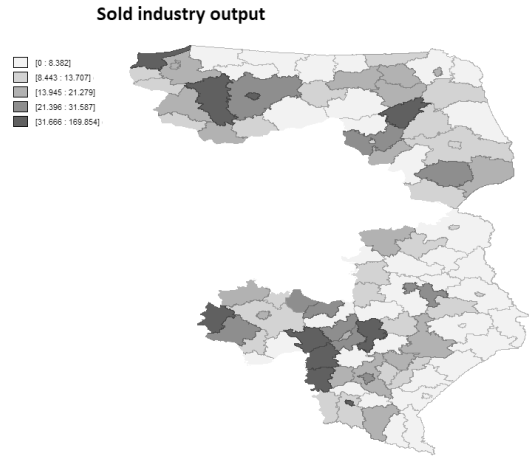 Sold industry output
[0 : 8.382]
[8.443 : 13.707]
[13.945 : 21.279]
[21.396 : 31.587]
[31.666 : 169.854]